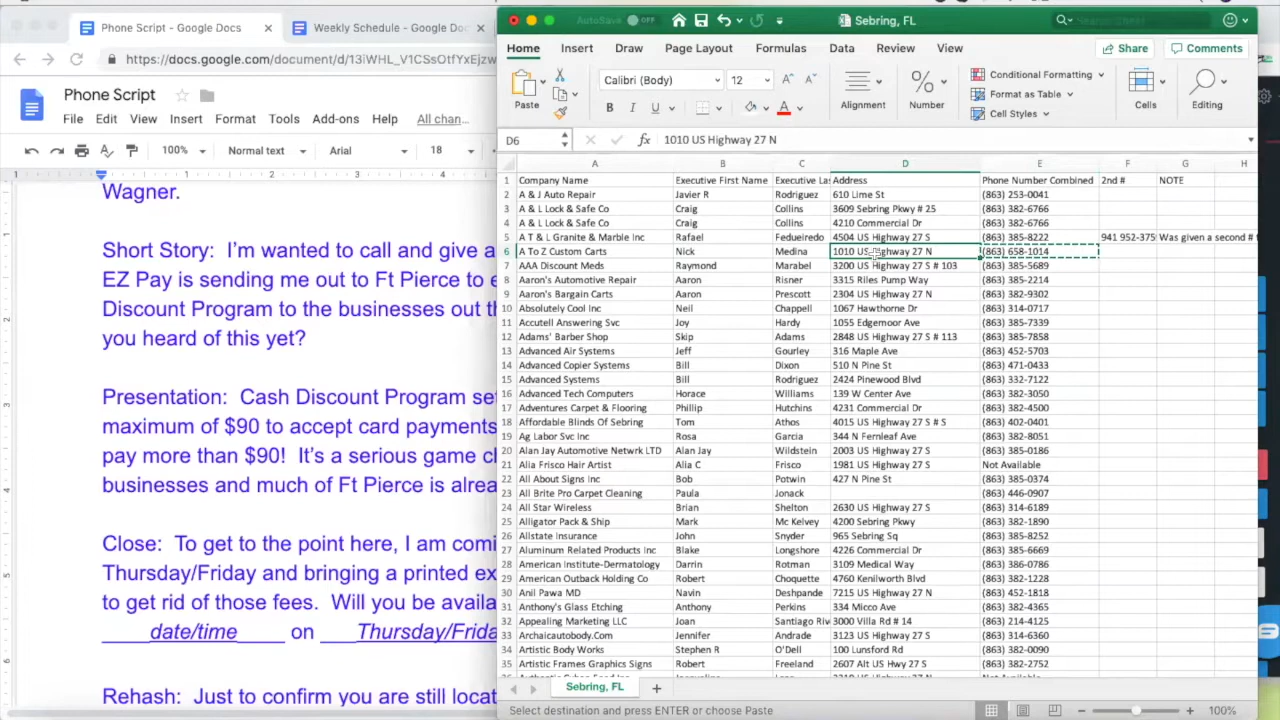 Phone Script - Google Docs
Weekly Schedule - Google Doc
https://docs.google.com/document/d/13iWHL_V1CSsOtfYxEjzw
Phone Script
File Edit View Insert Format Tools Add-ons Help All chan...
100% Normal text Arial 18
Wagner.
Short Story: I'm wanted to call and give a
EZ Pay is sending me out to Ft Pierce to e
Discount Program to the businesses out th
you heard of this yet?
Presentation: Cash Discount Program se
maximum of $90 to accept card payments
pay more than $90! It's a serious game c
businesses and much of Ft Pierce is alrea
Close: To get to the point here, I am comi
Thursday/Friday and bringing a printed ex
to get rid of those fees. Will you be availa
_____date/time_____ on ____Thursday/Frida
Rehash: Just to confirm you are still locat
AutoSave OFF Sebring, FL
Home Insert Draw Page Layout Formulas Data Review View Share Comments
Paste Calibri (Body) 12 Alignment Number Conditional Formatting Format as Table Cell Styles Cells Editing
D6 fx 1010 US Highway 27 N
A B C D E F G H
1 Company Name Executive First Name Executive La Address Phone Number Combined 2nd # NOTE
2 A & J Auto Repair Javier R Rodriguez 610 Lime St (863) 253-0041
3 A & L Lock & Safe Co Craig Collins 3609 Sebring Pkwy # 25 (863) 382-6766
4 A & L Lock & Safe Co Craig Collins 4210 Commercial Dr (863) 382-6766
5 A T & L Granite & Marble Inc Rafael Fedueiredo 4504 US Highway 27 S (863) 385-8222 941 952-375 Was given a second # t
6 A To Z Custom Carts Nick Medina 1010 US Highway 27 N (863) 658-1014
7 AAA Discount Meds Raymond Marabel 3200 US Highway 27 S # 103 (863) 385-5689
8 Aaron's Automotive Repair Aaron Risner 3315 Riles Pump Way (863) 385-2214
9 Aaron's Bargain Carts Aaron Prescott 2304 US Highway 27 N (863) 382-9302
10 Absolutely Cool Inc Neil Chappell 1067 Hawthorne Dr (863) 314-0717
11 Accutell Answering Svc Joy Hardy 1055 Edgemoor Ave (863) 385-7339
12 Adams' Barber Shop Skip Adams 2848 US Highway 27 S # 113 (863) 385-7858
13 Advanced Air Systems Jeff Gourley 316 Maple Ave (863) 452-5703
14 Advanced Copier Systems Bill Dixon 510 N Pine St (863) 471-0433
15 Advanced Systems Bill Rodriguez 2424 Pinewood Blvd (863) 332-7122
16 Advanced Tech Computers Horace Williams 139 W Center Ave (863) 382-3050
17 Adventures Carpet & Flooring Phillip Hutchins 4231 Commercial Dr (863) 382-4500
18 Affordable Blinds Of Sebring Tom Athos 4015 US Highway 27 S # S (863) 402-0401
19 Ag Labor Svc Inc Rosa Garcia 344 N Fernleaf Ave (863) 382-8051
20 Alan Jay Automotive Netwrk LTD Alan Jay Wildstein 2003 US Highway 27 S (863) 385-0186
21 Alia Frisco Hair Artist Alia C Frisco 1981 US Highway 27 S Not Available
22 All About Signs Inc Bob Potwin 427 N Pine St (863) 385-0374
23 All Brite Pro Carpet Cleaning Paula Jonack (863) 446-0907
24 All Star Wireless Brian Shelton 2630 US Highway 27 S (863) 314-6189
25 Alligator Pack & Ship Mark Mc Kelvey 4200 Sebring Pkwy (863) 382-1890
26 Allstate Insurance John Snyder 965 Sebring Sq (863) 385-8252
27 Aluminum Related Products Inc Blake Longshore 4226 Commercial Dr (863) 385-6669
28 American Institute-Dermatology Darrin Rotman 3109 Medical Way (863) 386-0786
29 American Outback Holding Co Robert Choquette 4760 Kenilworth Blvd (863) 382-1228
30 Anil Pawa MD Navin Deshpande 7215 US Highway 27 N (863) 452-1818
31 Anthony's Glass Etching Anthony Perkins 334 Micco Ave (863) 382-4365
32 Appealing Marketing LLC Joan Santiago Riv 3000 Villa Rd # 14 (863) 214-4125
33 Archaicautobody.Com Jennifer Andrade 3123 US Highway 27 S (863) 314-6360
34 Artistic Body Works Stephen R O'Dell 100 Lunsford Rd (863) 382-0090
35 Artistic Frames Graphics Signs Robert Freeland 2607 Alt US Hwy 27 S (863) 382-2752
Sebring, FL
Select destination and press ENTER or choose Paste 100%